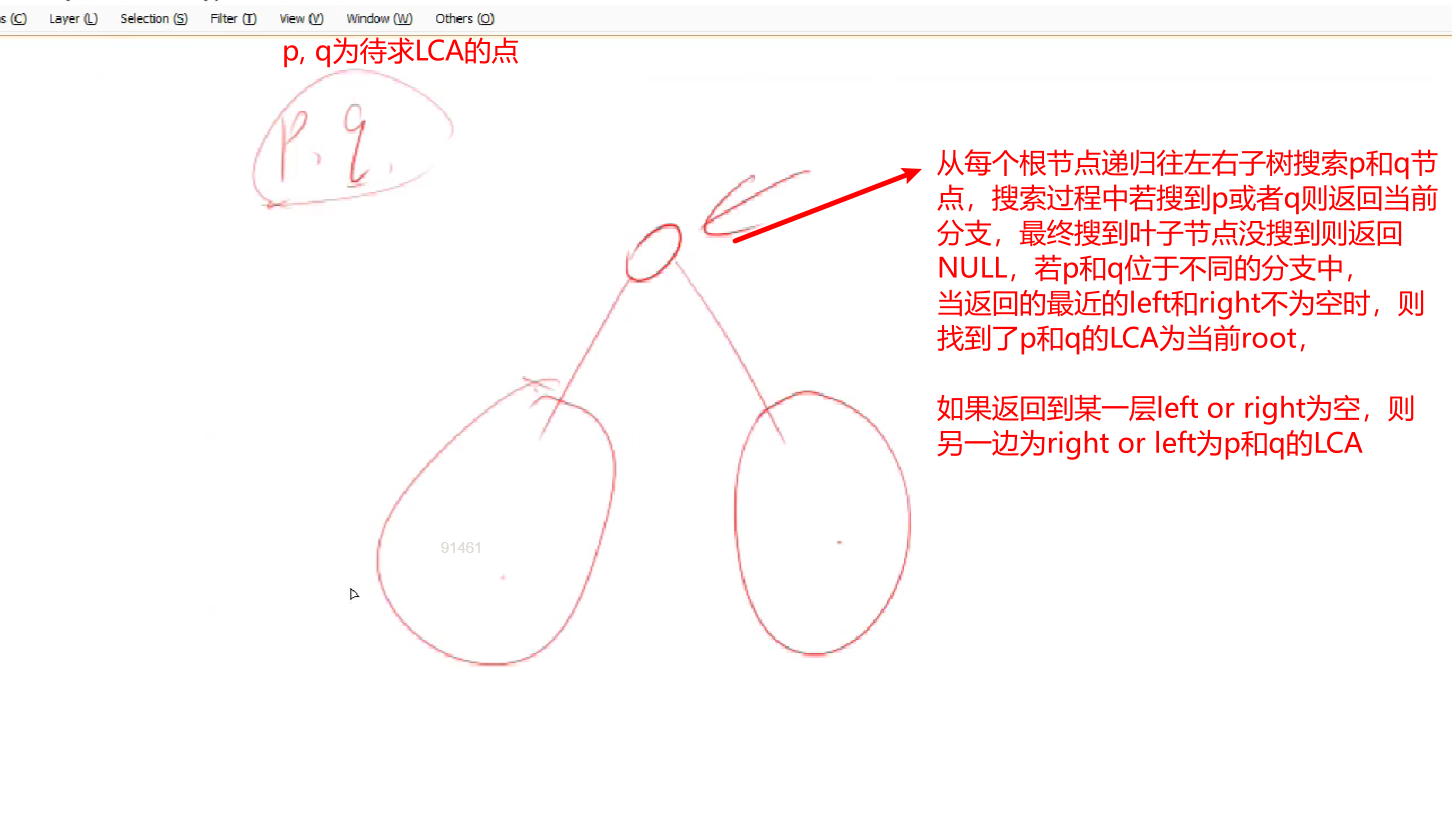 Layer (L) Selection (S) Filter (T) View (V) Window (W) Others (O)
p, q为待求LCA的点
p、q.
从每个根节点递归往左右子树搜索p和q节
点，搜索过程中若搜到p或者q则返回当前
分支，最终搜到叶子节点没搜到则返回
NULL，若p和q位于不同的分支中，
当返回的最近的left和right不为空时，则
找到了p和q的LCA为当前root，
如果返回到某一层left or right为空，则
另一边为right or left为p和q的LCA
91461